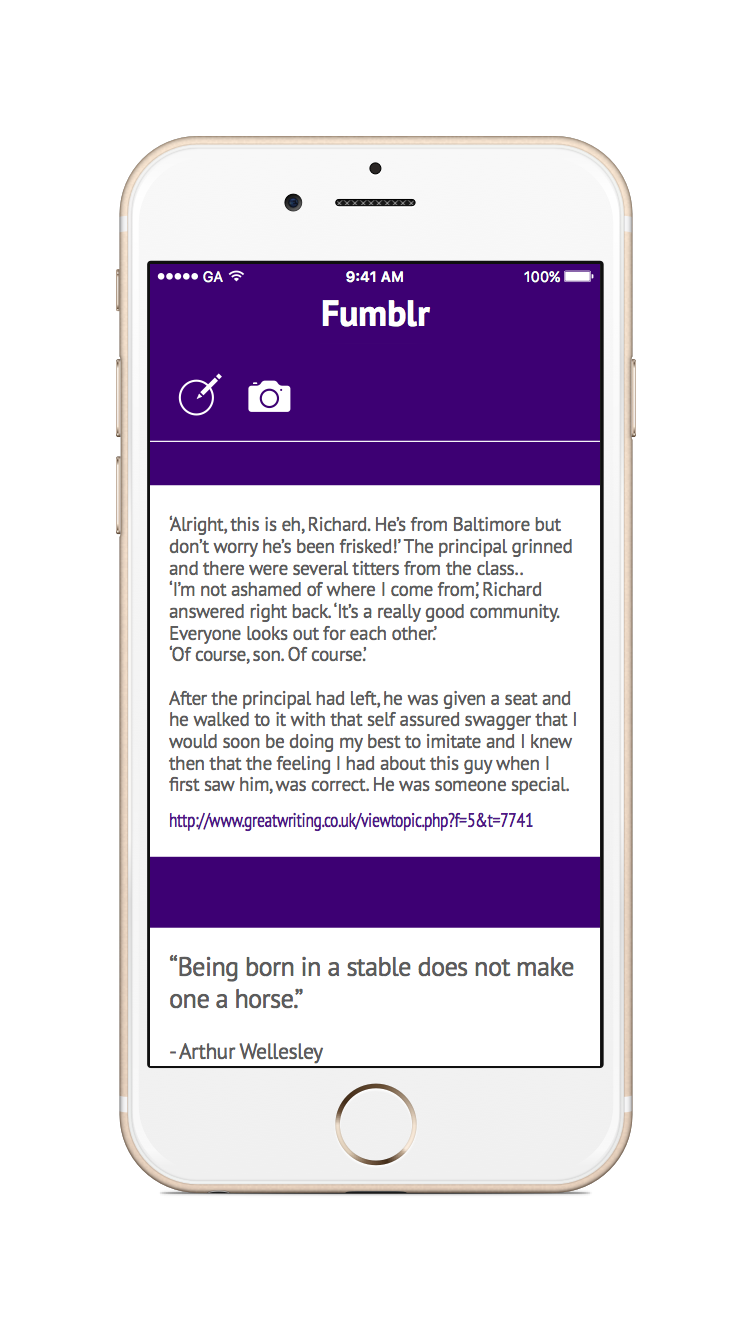 GA
9:41 AM
100%
Fumblr
‘Alright, this is eh, Richard. He’s from Baltimore but
don’t worry he’s been frisked!’ The principal grinned
and there were several titters from the class..
‘I’m not ashamed of where I come from’, Richard
answered right back. ‘It’s a really good community.
Everyone looks out for each other.’
‘Of course, son. Of course.’
After the principal had left, he was given a seat and
he walked to it with that self assured swagger that I
would soon be doing my best to imitate and I knew
then that the feeling I had about this guy when I
first saw him, was correct. He was someone special.
http://www.greatwriting.co.uk/viewtopic.php?f=5&t=7741
“Being born in a stable does not make
one a horse.”
- Arthur Wellesley